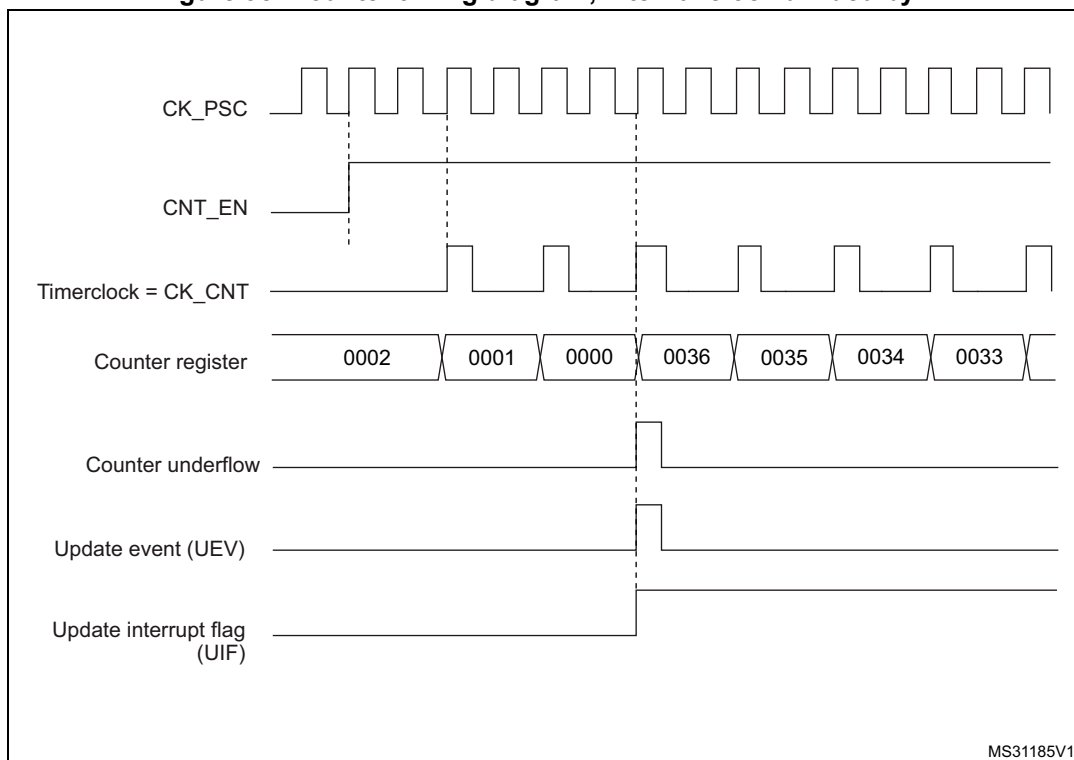 CK_PSC
CNT_EN
Timerclock = CK_CNT
Counter register
0002
0001
0000
0036
0035
0034
0033
Counter underflow
Update event (UEV)
Update interrupt flag
(UIF)
MS31185V1